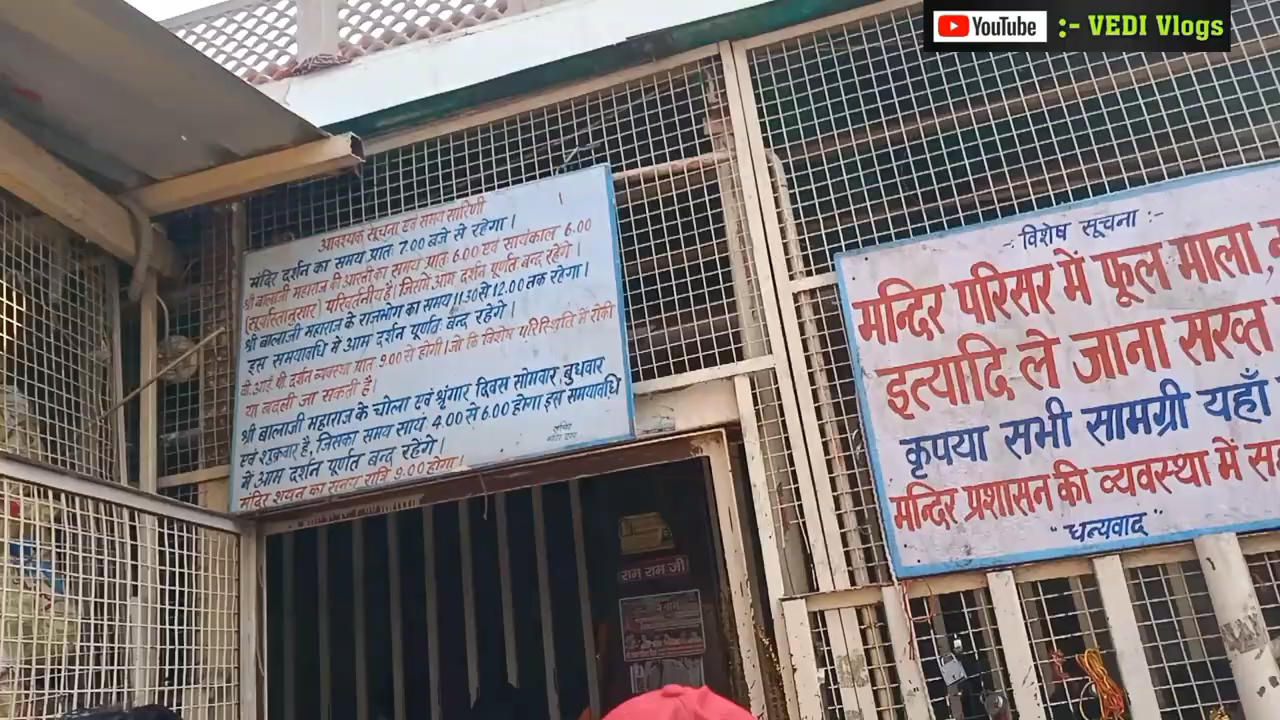 YouTube :- VEDI Vlogs
आवश्यक सूचना एवं समय सारिणी
मंदिर दर्शन का समय प्रातः 7.00 बजे से रहेगा।
श्री बालाजी महाराज की आरती का समय प्रातः 6.00 एवं सायंकाल 6.00
(सूर्यास्तानुसार) परिवर्तनीय है। जिसमें आम दर्शन पूर्णतः बन्द रहेंगे।
श्री बालाजी महाराज के राजभोग का समय 11.30 से 12.00 तक रहेगा।
इस समयावधि में आम दर्शन पूर्णतः बन्द रहेंगे।
वी.आई.पी. दर्शन व्यवस्था प्रातः 9.00 से होगी। जो कि विशेष परिस्थिति में रोकी
या बदली जा सकती है।
श्री बालाजी महाराज के चोला एवं श्रृंगार दिवस सोमवार, बुधवार
एवं शुक्रवार है, जिसका समय सायं 4.00 से 6.00 होगा इस समयावधि
में आम दर्शन पूर्णत बन्द रहेंगे।
मंदिर शयन का समय रात्रि 9.00 होगा।
विशेष सूचना :-
मन्दिर परिसर में फूल माला,
इत्यादि ले जाना सख्त
कृपया सभी सामग्री यहाँ
मन्दिर प्रशासन की व्यवस्था में
"धन्यवाद"
राम राम जी